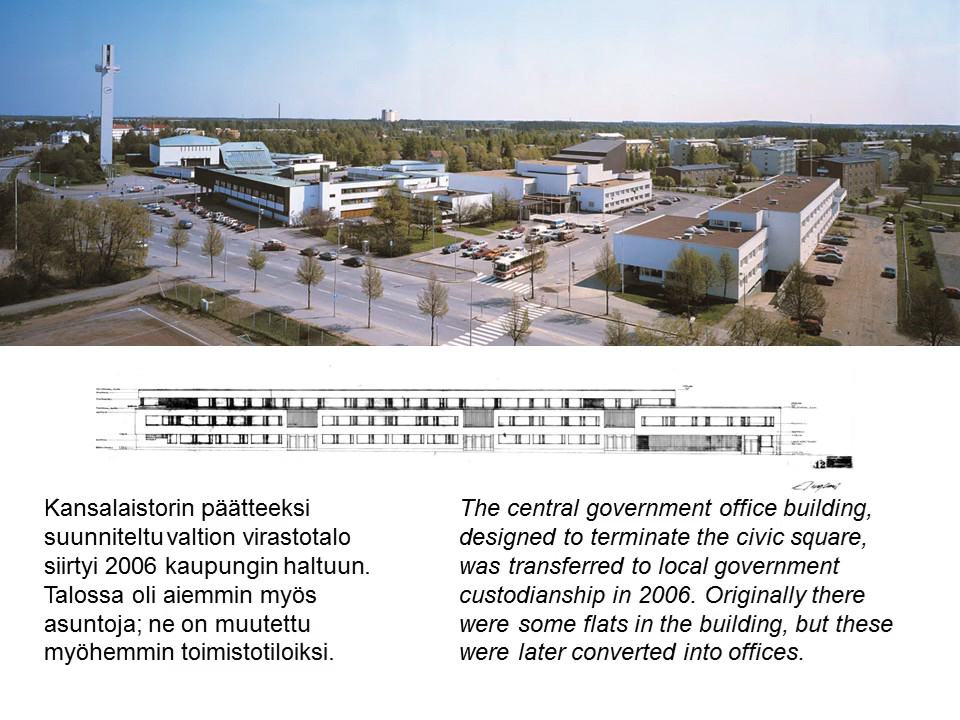 Kansalaistorin päätteeksi
suunniteltu valtion virastotalo
siirtyi 2006 kaupungin haltuun.
Talossa oli aiemmin myös
asuntoja; ne on muutettu
myöhemmin toimistotiloiksi.
The central government office building,
designed to terminate the civic square,
was transferred to local government
custodianship in 2006. Originally there
were some flats in the building, but these
were later converted into offices.